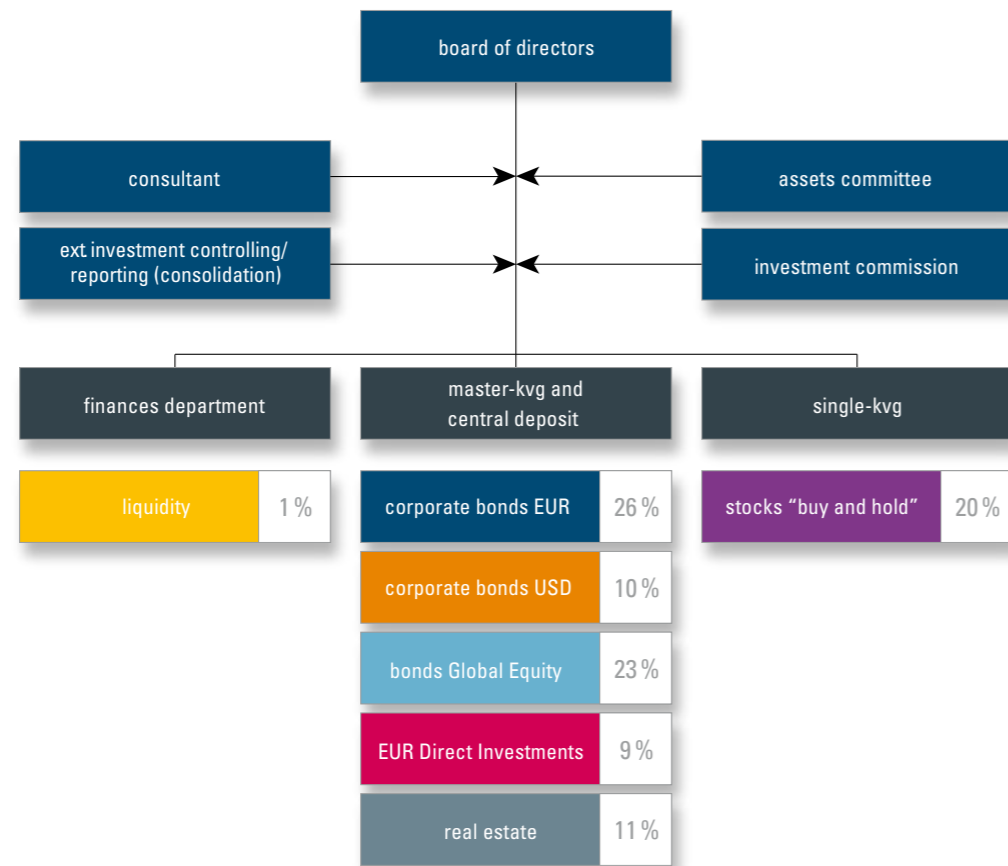 board of directors
consultant
assets committee
ext. investment controlling/
reporting (consolidation)
investment commission
finances department
master-kvg and
central deposit
single-kvg
liquidity 1 %
corporate bonds EUR 26 %
stocks “buy and hold” 20 %
corporate bonds USD 10 %
bonds Global Equity 23 %
EUR Direct Investments 9 %
real estate 11 %